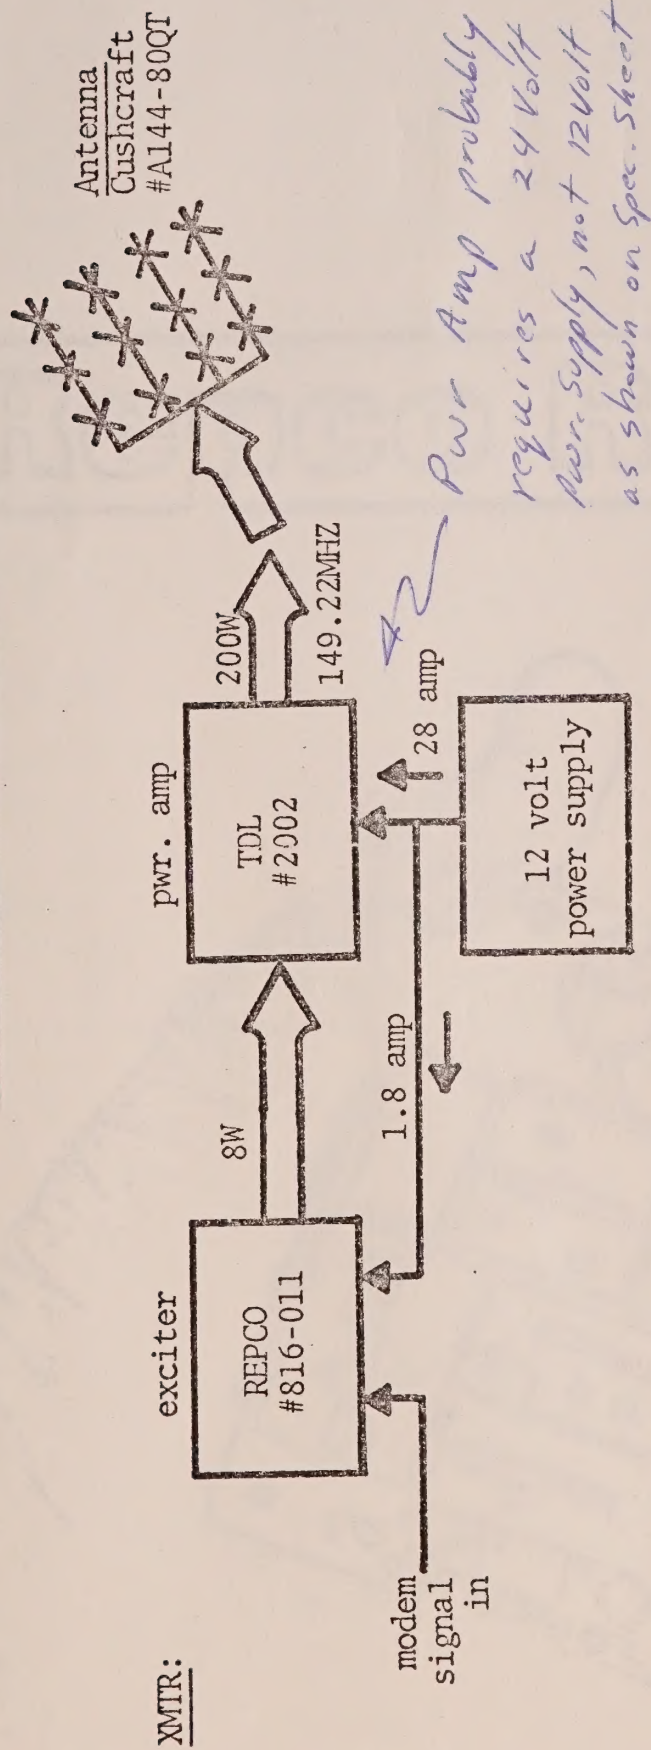 XMTR:
modem
signal
in
exciter
REPCO
#816-011
8W
1.8 amp
pwr. amp
TDL
#2002
200W
149.22MHZ
28 amp
12 volt
power supply
Antenna
Cushcraft
#A144-80QT
Pwr Amp probably
requires a 24 Volt
Pwr. Supply, not 12Volt
as shown on Spec. Sheet